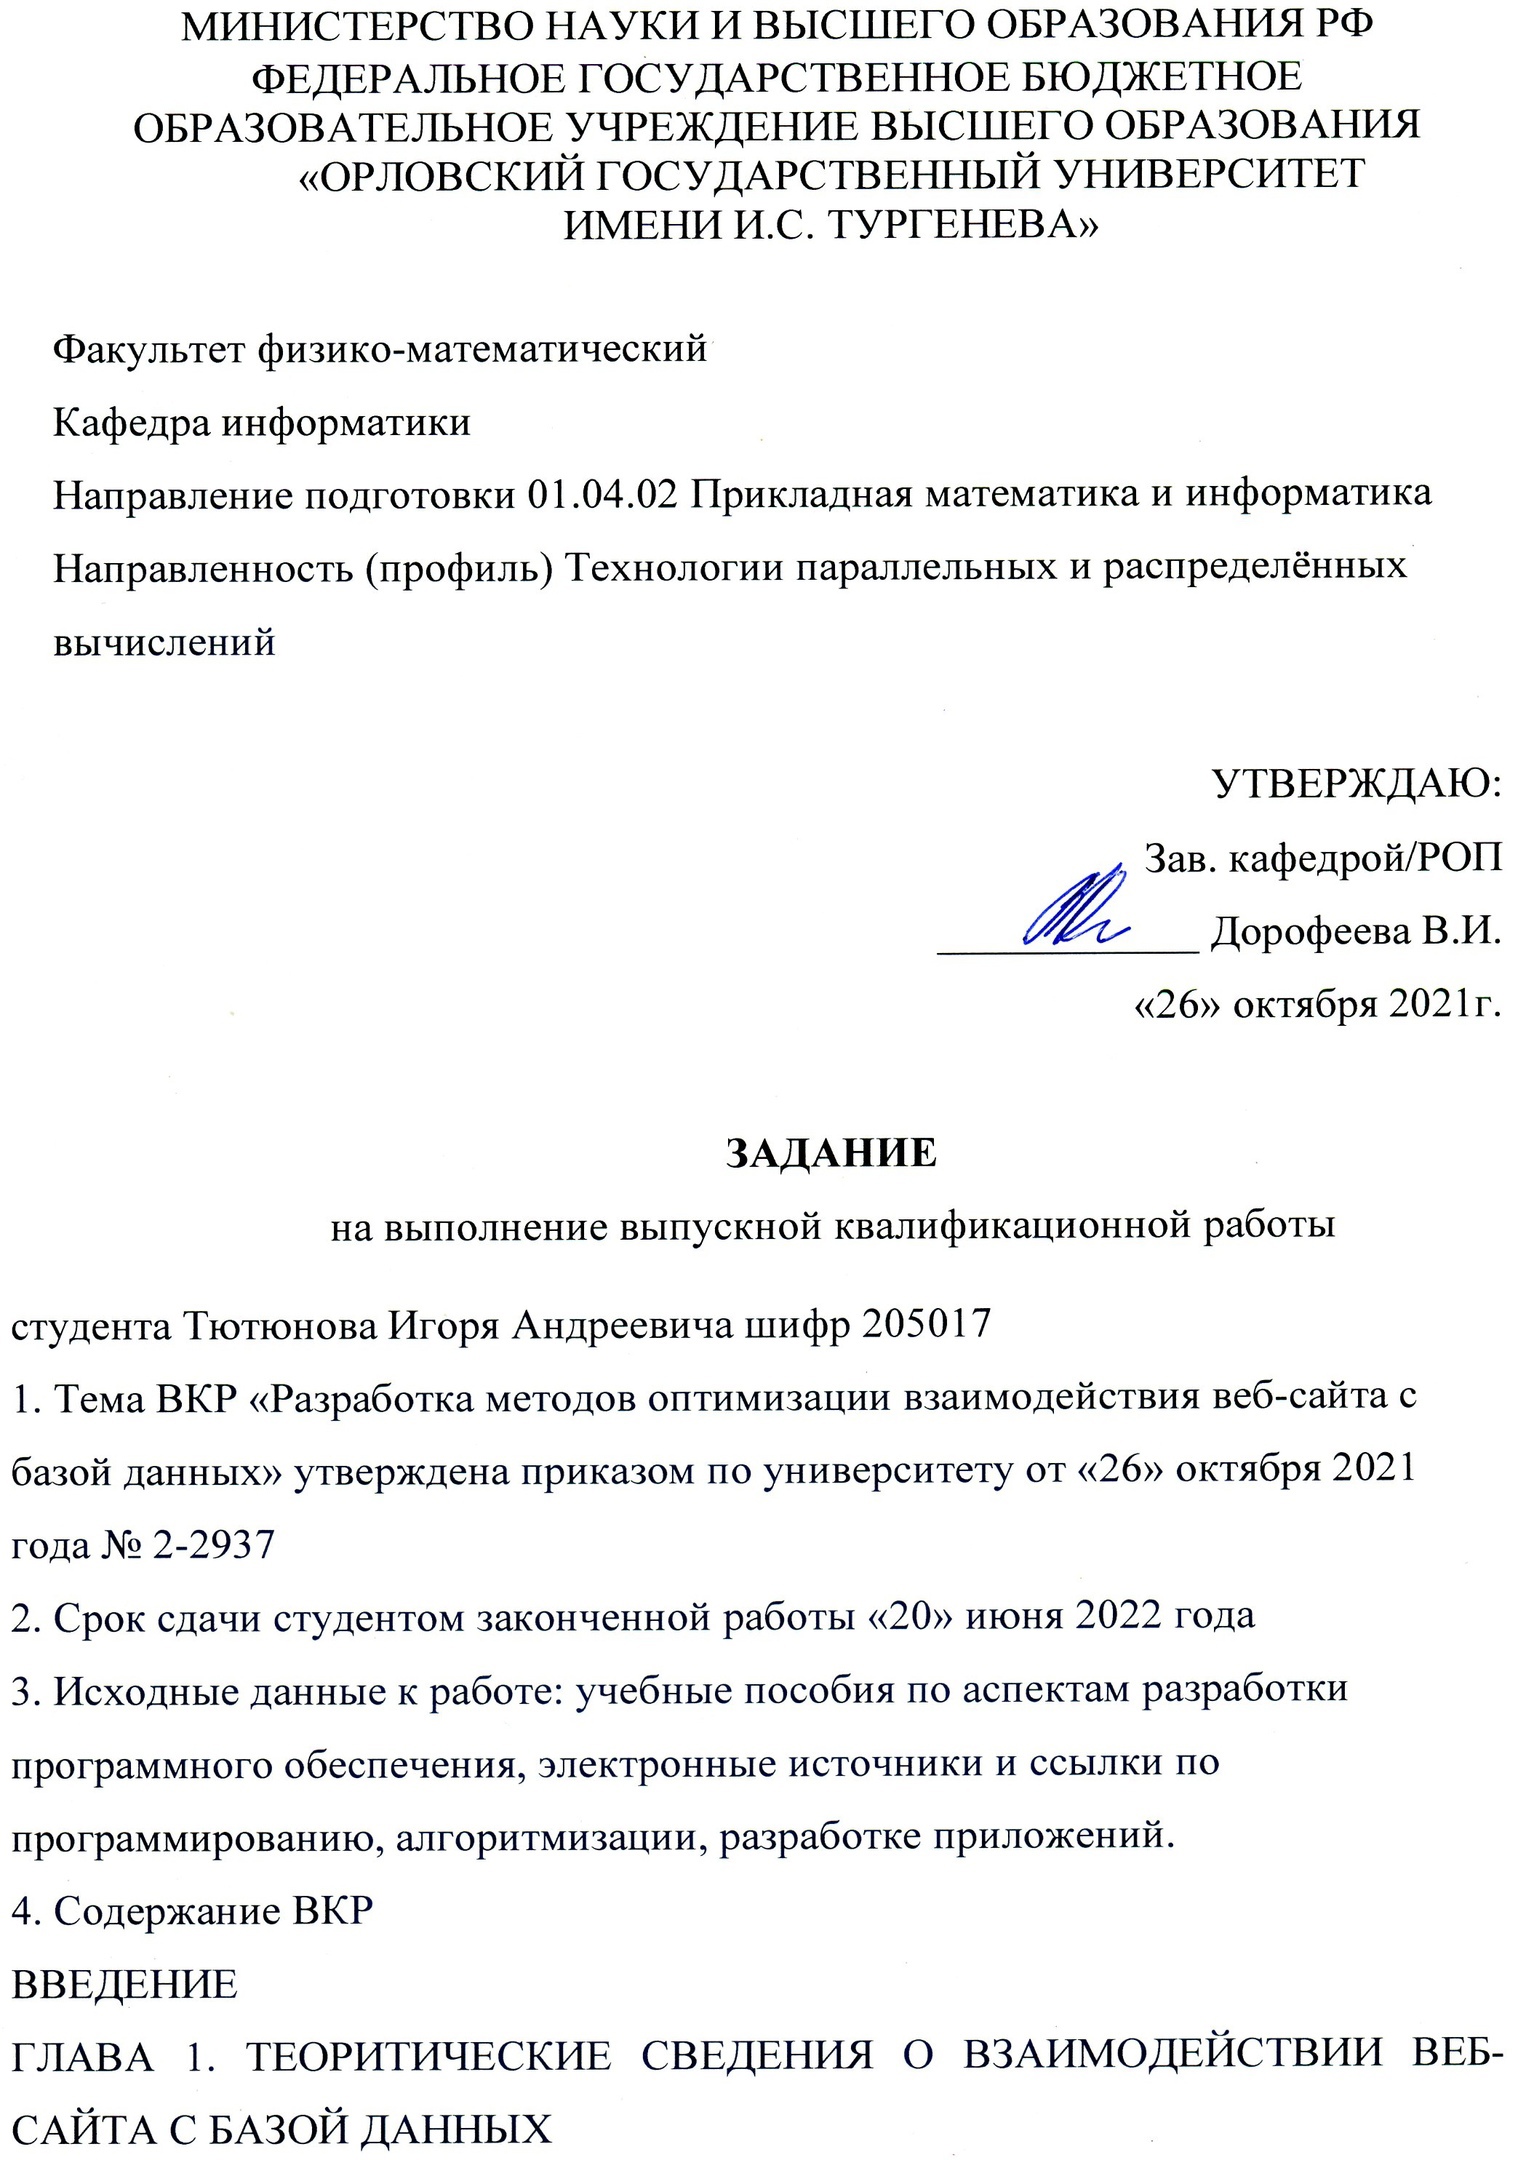 МИНИСТЕРСТВО НАУКИ И ВЫСШЕГО ОБРАЗОВАНИЯ РФ
ФЕДЕРАЛЬНОЕ ГОСУДАРСТВЕННОЕ БЮДЖЕТНОЕ
ОБРАЗОВАТЕЛЬНОЕ УЧРЕЖДЕНИЕ ВЫСШЕГО ОБРАЗОВАНИЯ
«ОРЛОВСКИЙ ГОСУДАРСТВЕННЫЙ УНИВЕРСИТЕТ
ИМЕНИ И.С. ТУРГЕНЕВА»
Факультет физико-математический
Кафедра информатики
Направление подготовки 01.04.02 Прикладная математика и информатика
Направленность (профиль) Технологии параллельных и распределённых
вычислений
УТВЕРЖДАЮ:
Зав. кафедрой/РОП
Дорофеева В.И.
«26» октября 2021г.
ЗАДАНИЕ
на выполнение выпускной квалификационной работы
студента Тютюнова Игоря Андреевича шифр 205017
1. Тема ВКР «Разработка методов оптимизации взаимодействия веб-сайта с
базой данных» утверждена приказом по университету от «26» октября 2021
года № 2-2937
2. Срок сдачи студентом законченной работы «20» июня 2022 года
3. Исходные данные к работе: учебные пособия по аспектам разработки
программного обеспечения, электронные источники и ссылки по
программированию, алгоритмизации, разработке приложений.
4. Содержание ВКР
ВВЕДЕНИЕ
ГЛАВА 1. ТЕОРИТИЧЕСКИЕ СВЕДЕНИЯ О ВЗАИМОДЕЙСТВИИ ВЕБ-
САЙТА С БАЗОЙ ДАННЫХ